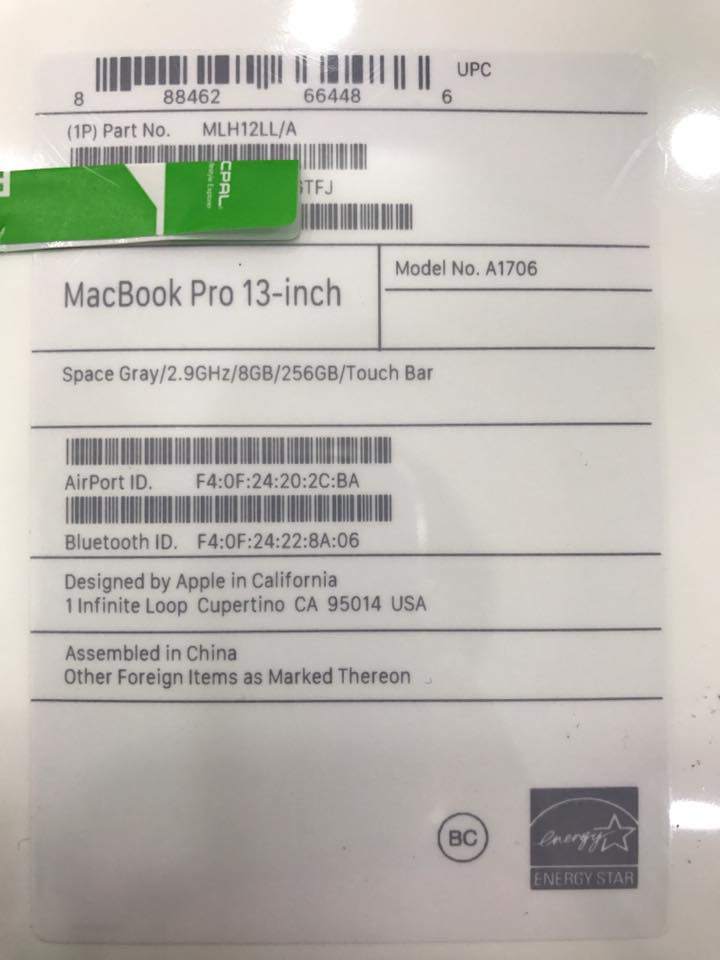 8 88462 66448 6 UPC
(1P) Part No. MLH12LL/A
CPAL
GTFJ
MacBook Pro 13-inch
Model No. A1706
Space Gray/2.9GHz/8GB/256GB/Touch Bar
AirPort ID. F4:0F:24:20:2C:BA
Bluetooth ID. F4:0F:24:22:8A:06
Designed by Apple in California
1 Infinite Loop Cupertino CA 95014 USA
Assembled in China
Other Foreign Items as Marked Thereon
BC
energy
ENERGY STAR